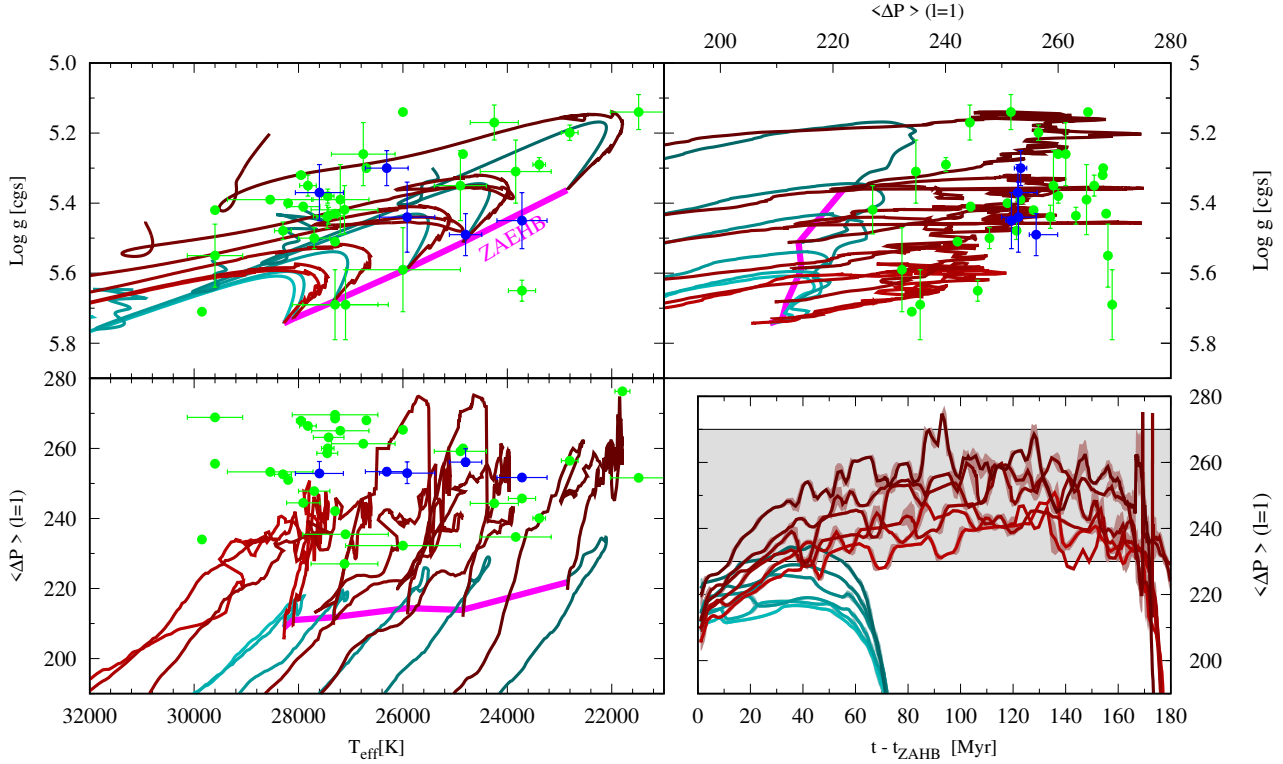 <ΔP > (l=1)
200 220 240 260 280
5.0
5.2
5.4
5.6
5.8
Log g [cgs]
ZAEHB
5
5.2
5.4
5.6
5.8
Log g [cgs]
280
260
240
220
200
<ΔP > (l=1)
32000 30000 28000 26000 24000 22000
T_eff[K]
280
260
240
220
200
<ΔP > (l=1)
0 20 40 60 80 100 120 140 160 180
t - t_ZAHB [Myr]